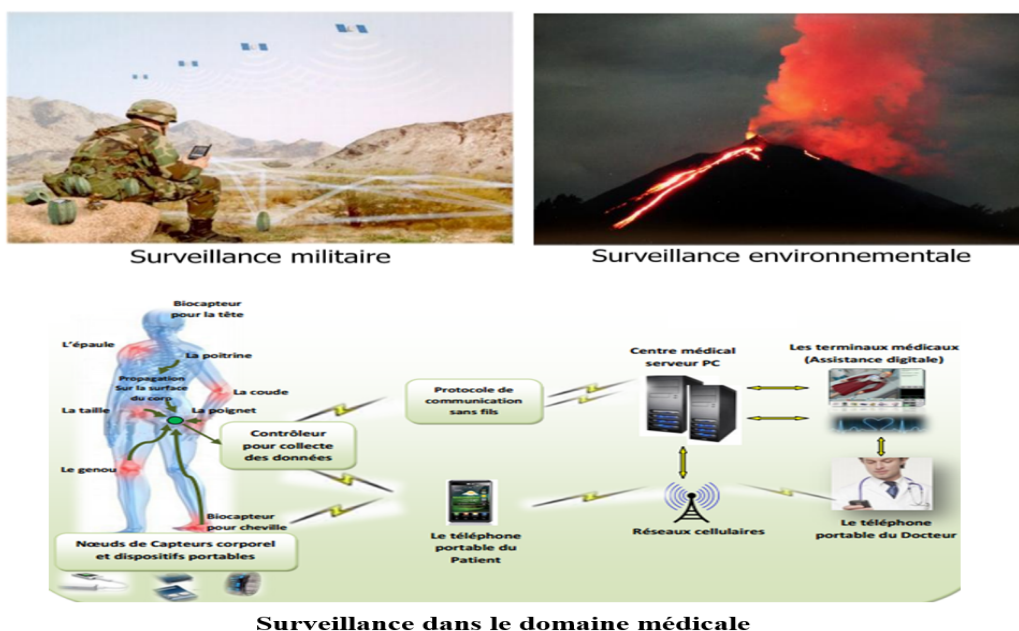 Surveillance militaire
Surveillance environnementale
Biocapteur
pour la tête
L'épaule
La poitrine
Propagation
Sur la surface
du corp
La coude
La taille
La poignet
Contrôleur
pour collecte
des données
Le genou
Biocapteur
pour cheville
Nœuds de Capteurs corporel
et dispositifs portables
Protocole de
communication
sans fils
Le téléphone
portable du
Patient
Centre médical
serveur PC
Réseaux cellulaires
Les terminaux médicaux
(Assistance digitale)
Le téléphone
portable du Docteur
Surveillance dans le domaine médicale